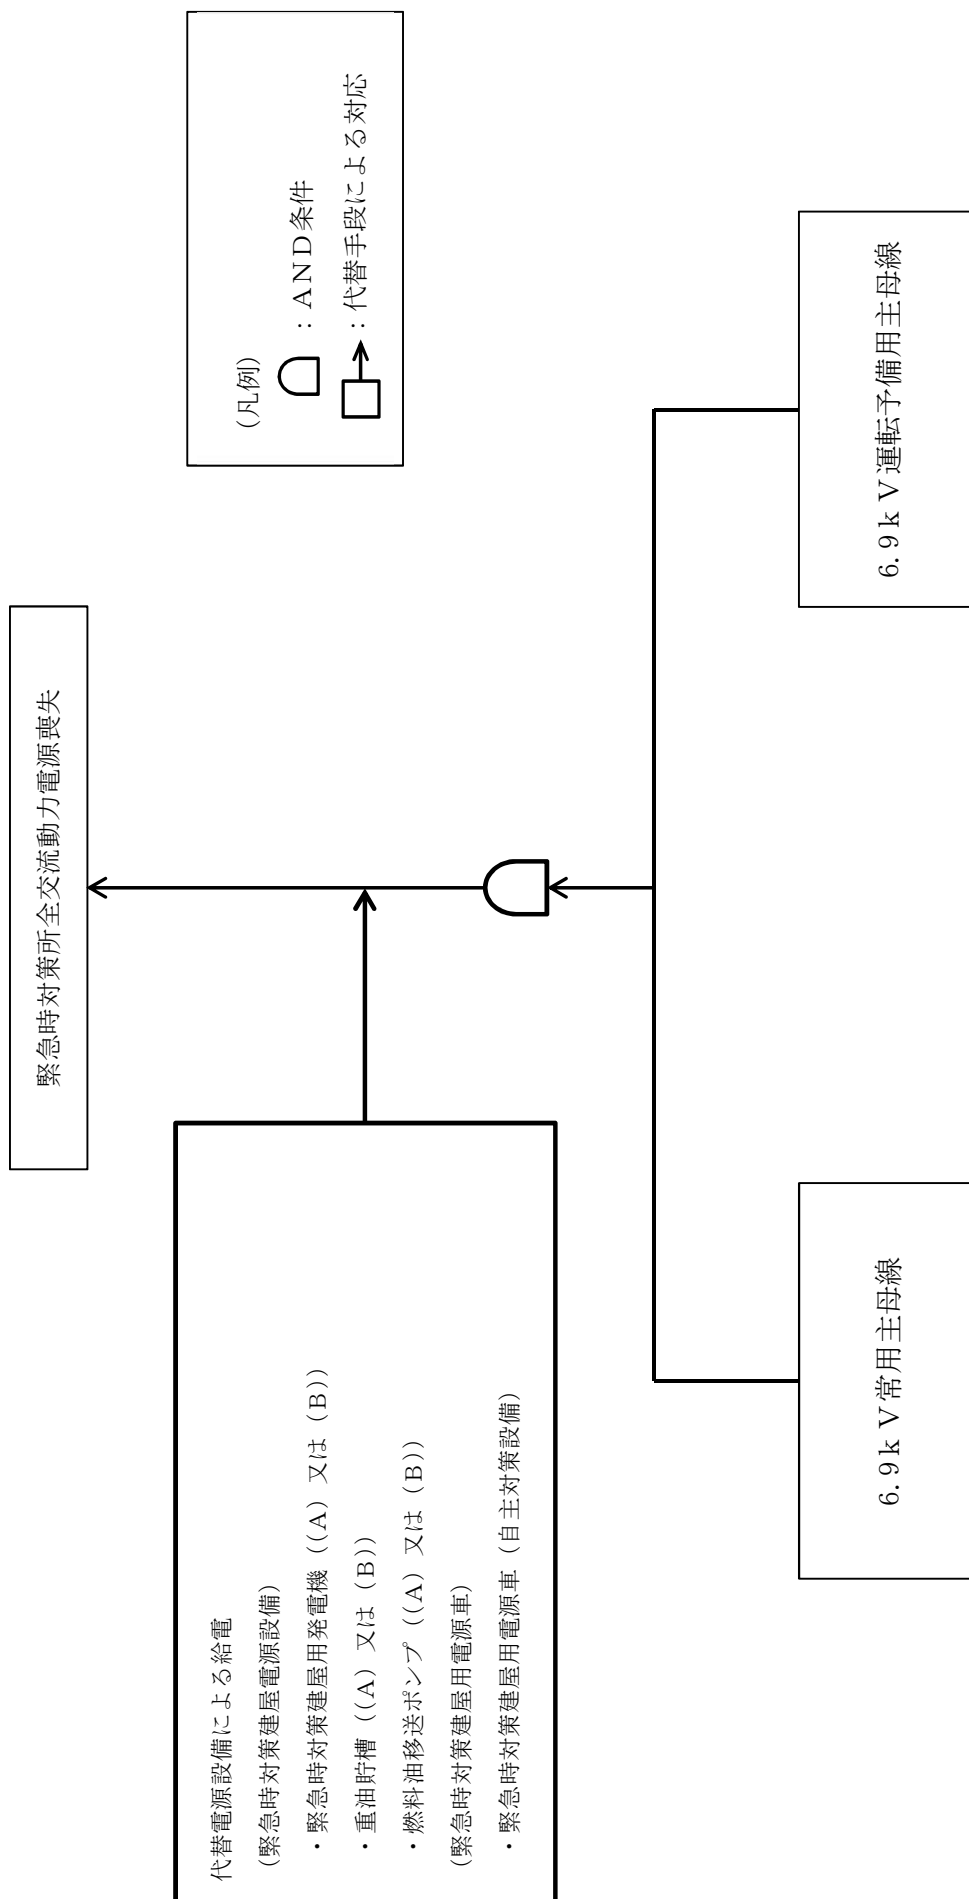 緊急時対策所全交流動力電源喪失
(凡例)
：AND条件
：代替手段による対応
代替電源設備による給電
(緊急時対策建屋電源設備)
・緊急時対策建屋用発電機((A)又は(B))
・重油貯槽((A)又は(B))
・燃料油移送ポンプ((A)又は(B))
(緊急時対策建屋用電源車)
・緊急時対策建屋用電源車(自主対策設備)
6.9kV常用主母線
6.9kV運転予備用主母線